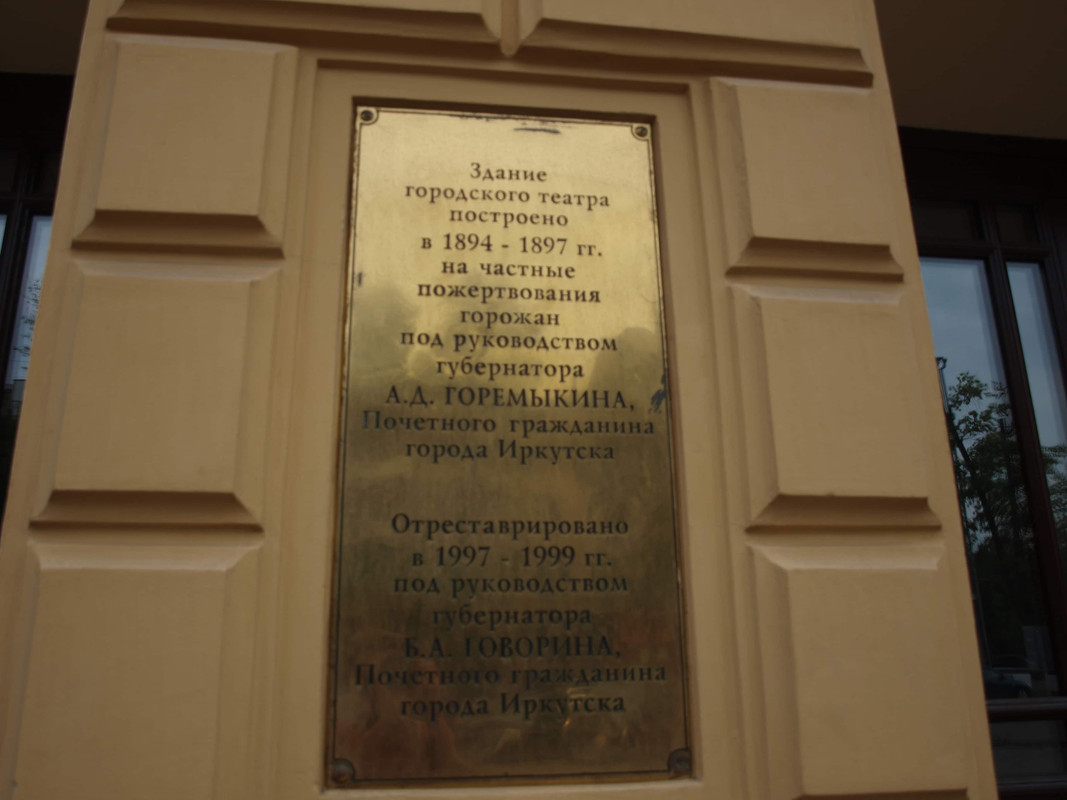 Здание
городского театра
построено
в 1894 - 1897 гг.
на частные
пожертвования
горожан
под руководством
губернатора
А.Д. ГОРЕМЫКИНА,
Почетного гражданина
города Иркутска
Отреставрировано
в 1997 - 1999 гг.
под руководством
губернатора
Б.А. ГОВОРИНА,
Почетного гражданина
города Иркутска